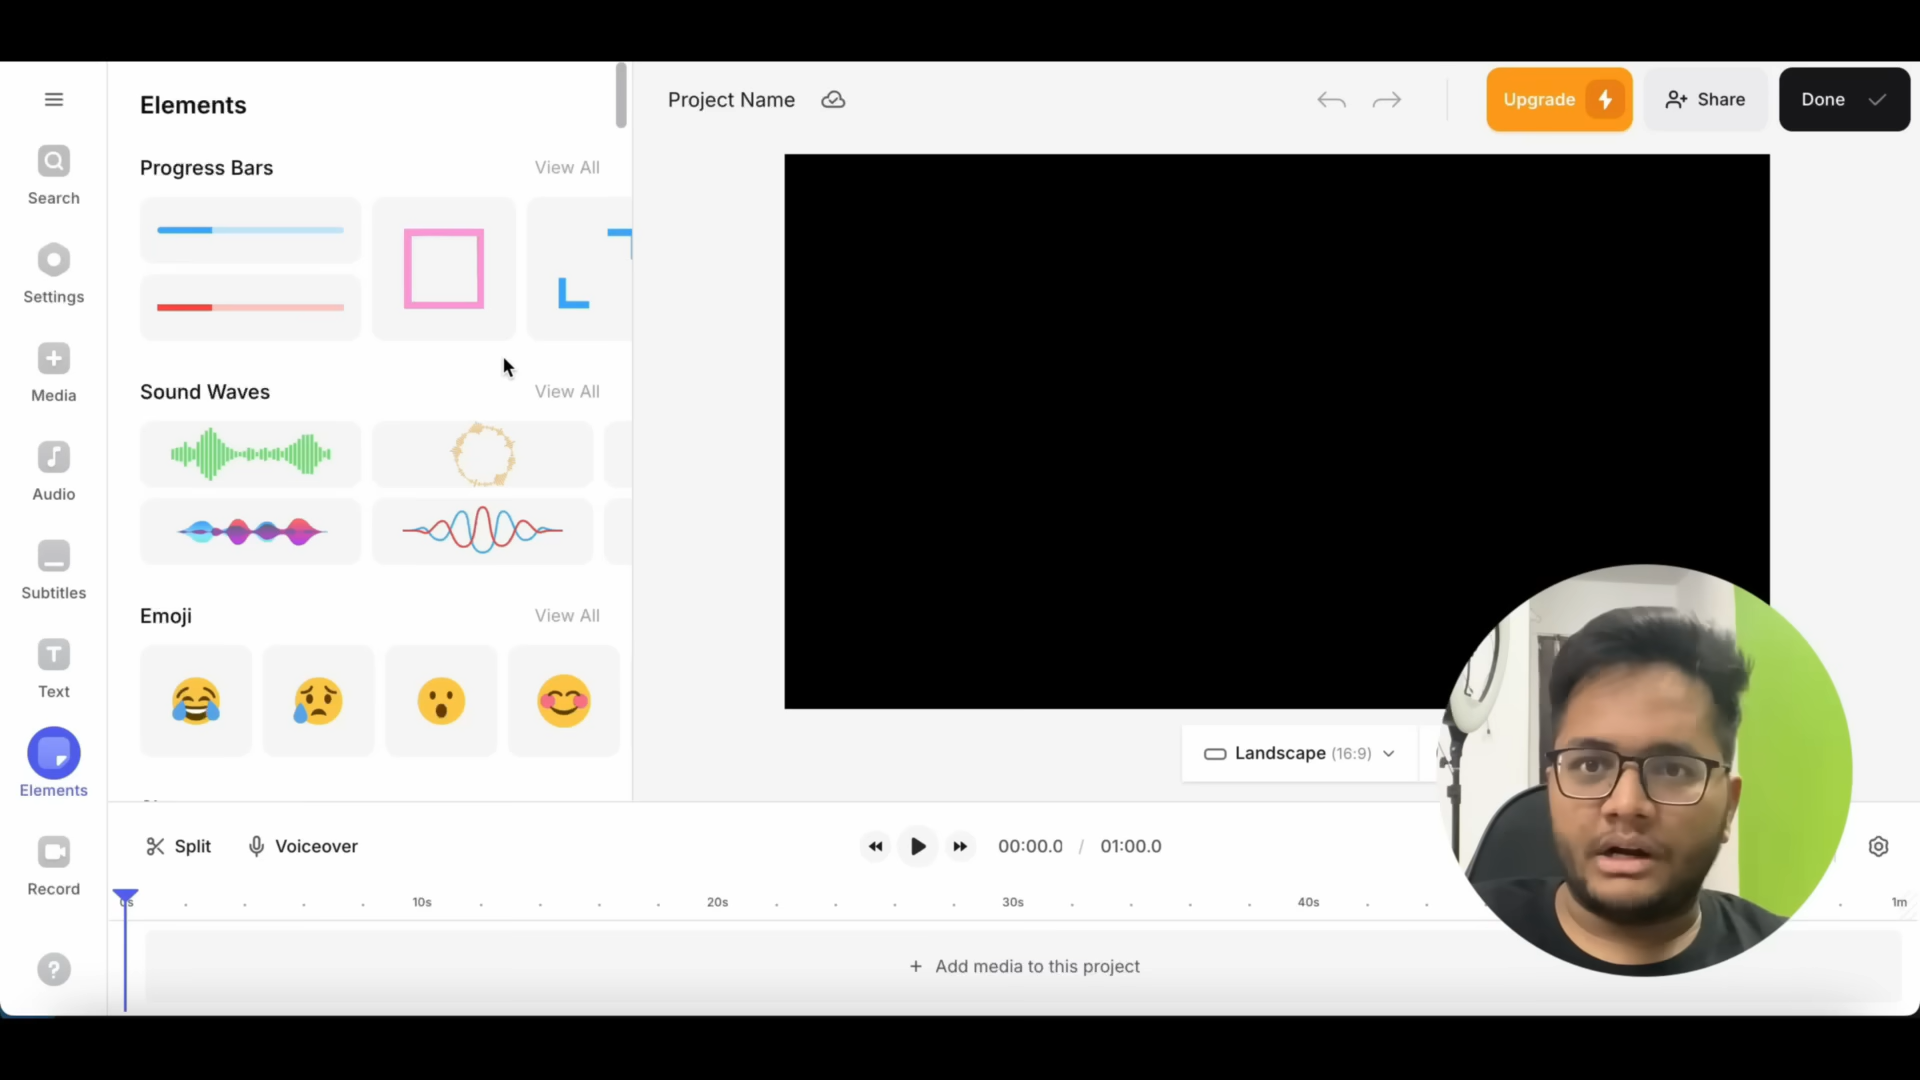 Search
Settings
Media
Audio
Subtitles
Text
Elements
Record
?
Elements
Progress Bars
View All
Sound Waves
View All
Emoji
View All
Project Name
Upgrade
Share
Done
Landscape (16:9)
Split
Voiceover
00:00.0 / 01:00.0
10s
20s
30s
40s
1m
+ Add media to this project